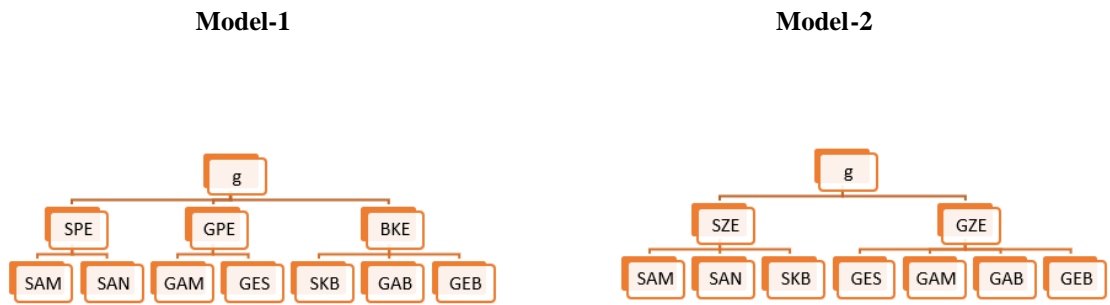 Model-1
g
SPE GPE BKE
SAM SAN GAM GES SKB GAB GEB
Model-2
g
SZE GZE
SAM SAN SKB GES GAM GAB GEB